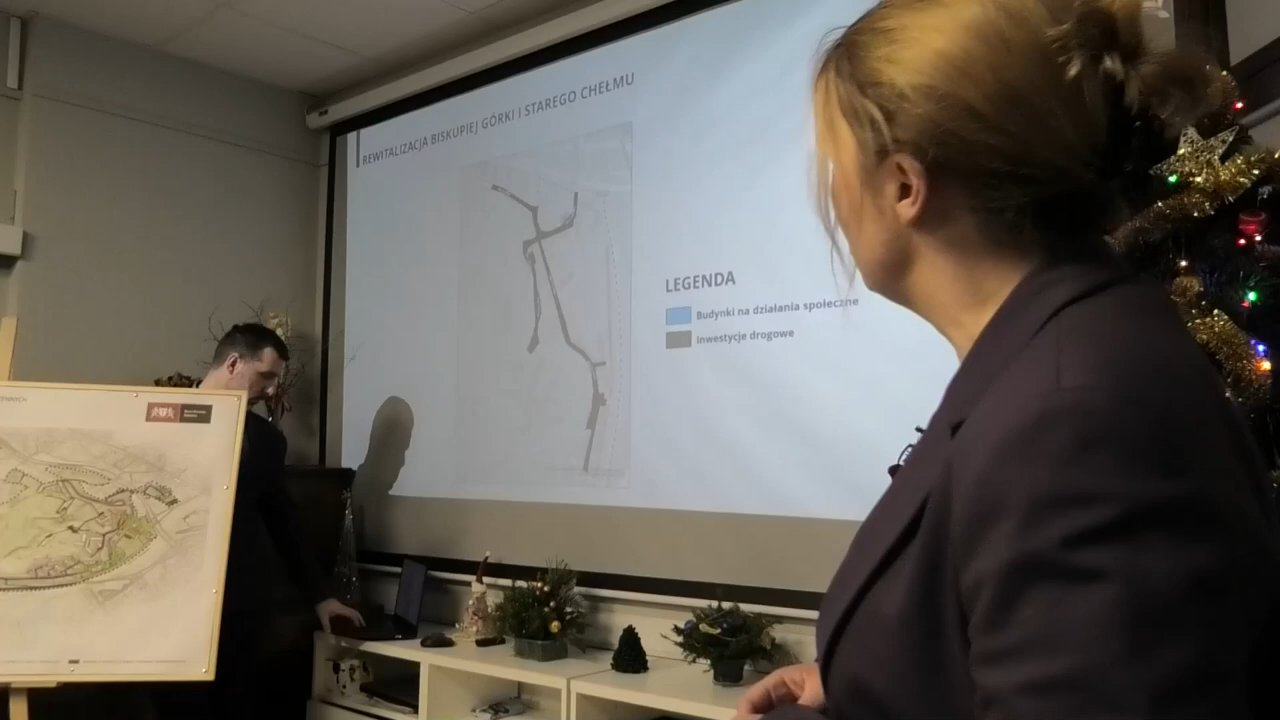 REWITALIZACJA BISKUPIEJ GÓRKI I STAREGO CHEŁMU
LEGENDA
Budynki na działania społeczne
Inwestycje drogowe